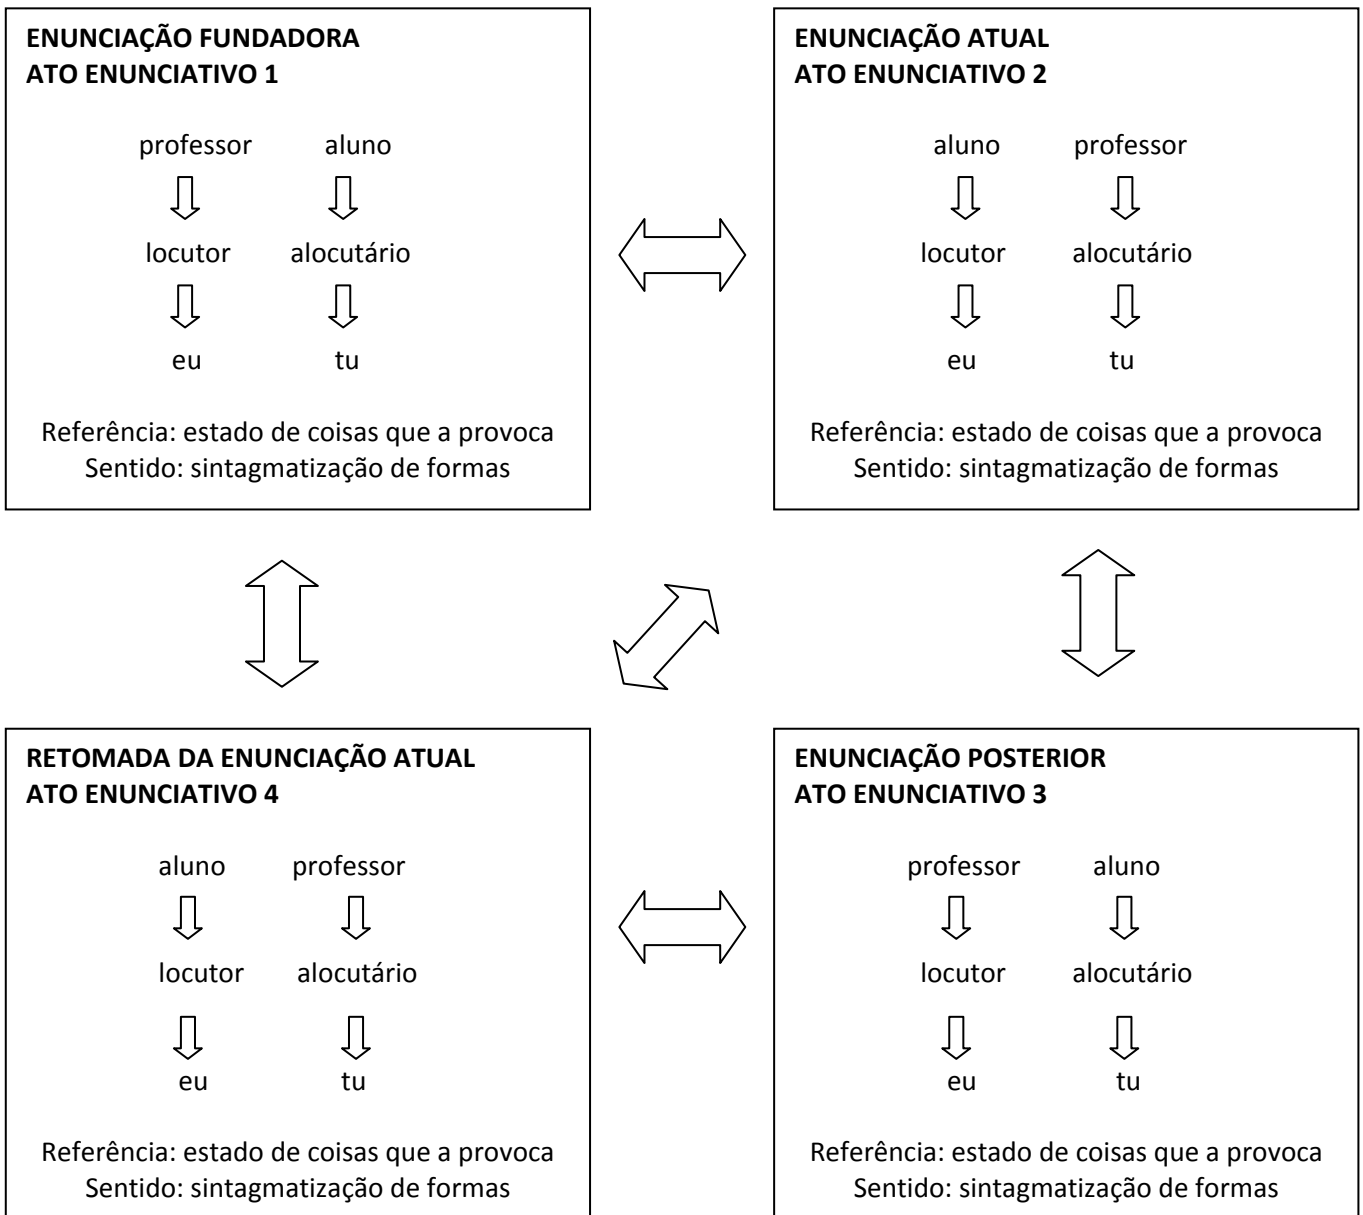 ENUNCIAÇÃO FUNDADORA
ATO ENUNCIATIVO 1
professor aluno
locutor alocutário
eu tu
Referência: estado de coisas que a provoca
Sentido: sintagmatização de formas
ENUNCIAÇÃO ATUAL
ATO ENUNCIATIVO 2
aluno professor
locutor alocutário
eu tu
Referência: estado de coisas que a provoca
Sentido: sintagmatização de formas
RETOMADA DA ENUNCIAÇÃO ATUAL
ATO ENUNCIATIVO 4
aluno professor
locutor alocutário
eu tu
Referência: estado de coisas que a provoca
Sentido: sintagmatização de formas
ENUNCIAÇÃO POSTERIOR
ATO ENUNCIATIVO 3
professor aluno
locutor alocutário
eu tu
Referência: estado de coisas que a provoca
Sentido: sintagmatização de formas